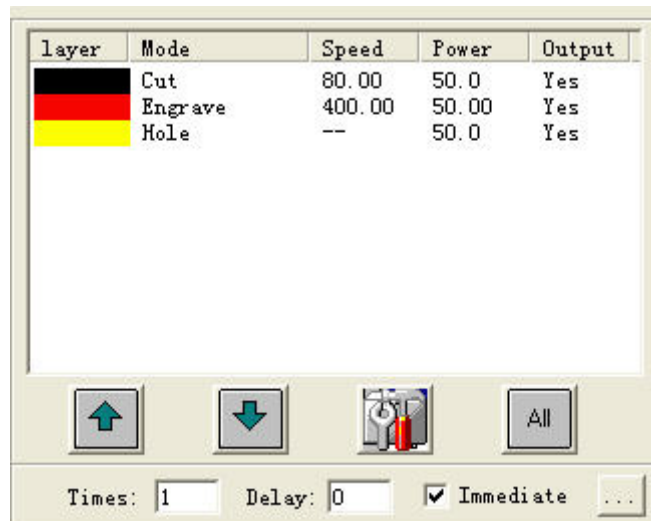 layer Mode Speed Power Output
Cut 80.00 50.0 Yes
Engrave 400.00 50.00 Yes
Hole -- 50.0 Yes
All
Times: 1 Delay: 0 Immediate ...